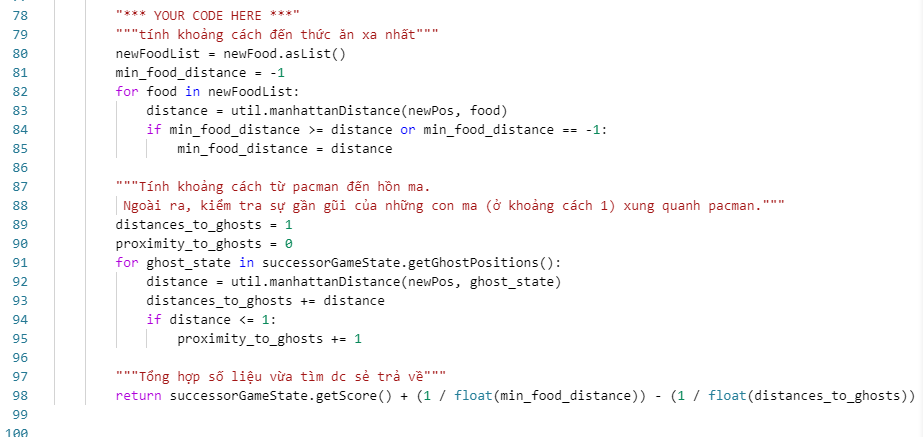 78 "*** YOUR CODE HERE ***"
79 """tính khoảng cách đến thức ăn xa nhất"""
80 newFoodList = newFood.asList()
81 min_food_distance = -1
82 for food in newFoodList:
83 distance = util.manhattanDistance(newPos, food)
84 if min_food_distance >= distance or min_food_distance == -1:
85 min_food_distance = distance
86
87 """Tính khoảng cách từ pacman đến hồn ma.
88 Ngoài ra, kiểm tra sự gần gũi của những con ma (ở khoảng cách 1) xung quanh pacman."""
89 distances_to_ghosts = 1
90 proximity_to_ghosts = 0
91 for ghost_state in successorGameState.getGhostPositions():
92 distance = util.manhattanDistance(newPos, ghost_state)
93 distances_to_ghosts += distance
94 if distance <= 1:
95 proximity_to_ghosts += 1
96
97 """Tổng hợp số liệu vừa tìm dc sẻ trả về"""
98 return successorGameState.getScore() + (1 / float(min_food_distance)) - (1 / float(distances_to_ghosts))
99
100